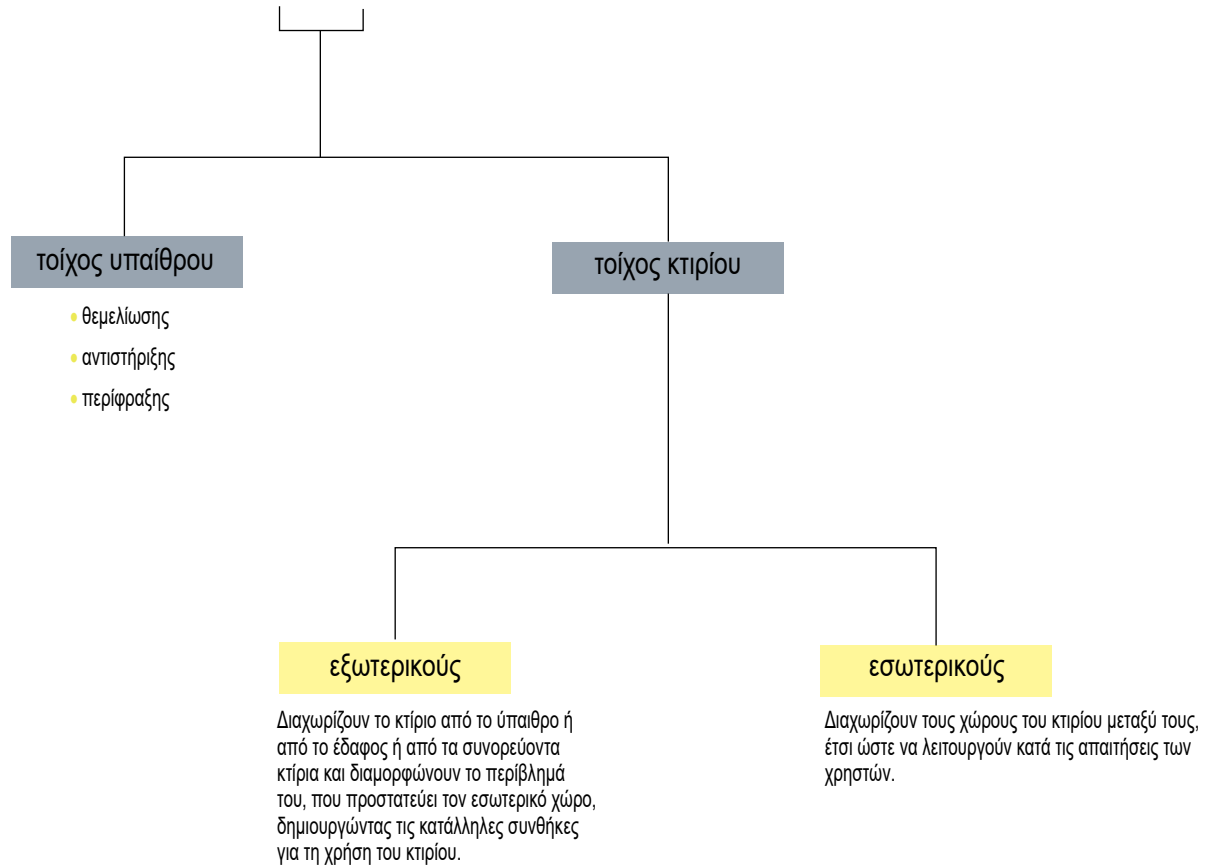 τοίχος υπαίθρου
τοίχος κτιρίου
• θεμελίωσης
• αντιστήριξης
• περίφραξης
εξωτερικούς
Διαχωρίζουν το κτίριο από το ύπαιθρο ή
από το έδαφος ή από τα συνορεύοντα
κτίρια και διαμορφώνουν το περίβλημά
του, που προστατεύει τον εσωτερικό χώρο,
δημιουργώντας τις κατάλληλες συνθήκες
για τη χρήση του κτιρίου.
εσωτερικούς
Διαχωρίζουν τους χώρους του κτιρίου μεταξύ τους,
έτσι ώστε να λειτουργούν κατά τις απαιτήσεις των
χρηστών.